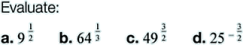 Evaluate:
a. 9^{1/2} b. 64^{1/3} c. 49^{3/2} d. 25^{-3/2}